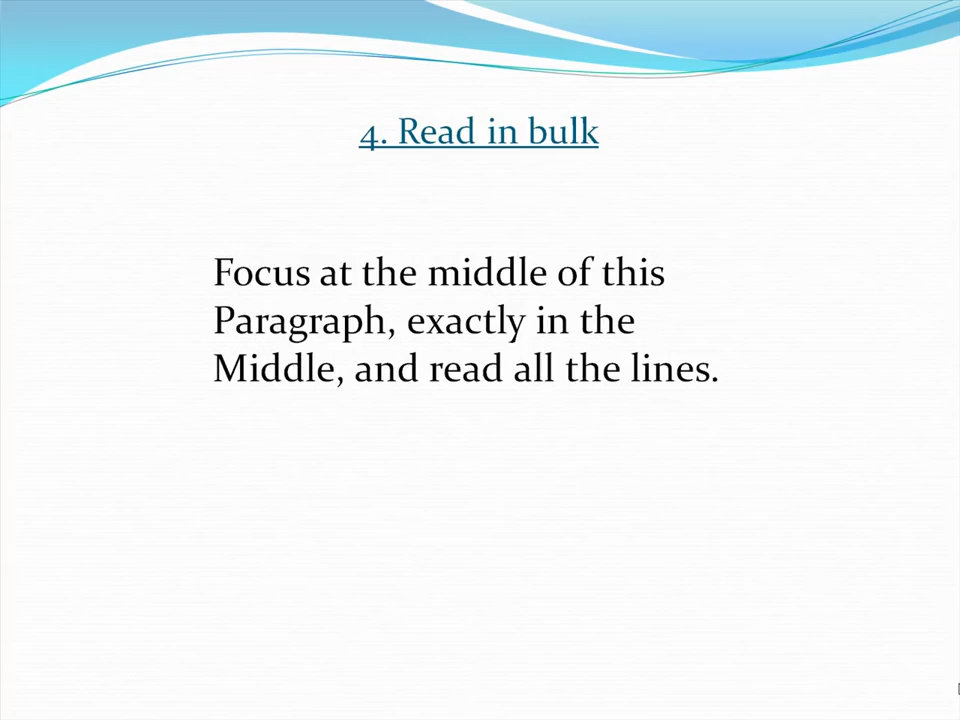 4. Read in bulk
Focus at the middle of this
Paragraph, exactly in the
Middle, and read all the lines.